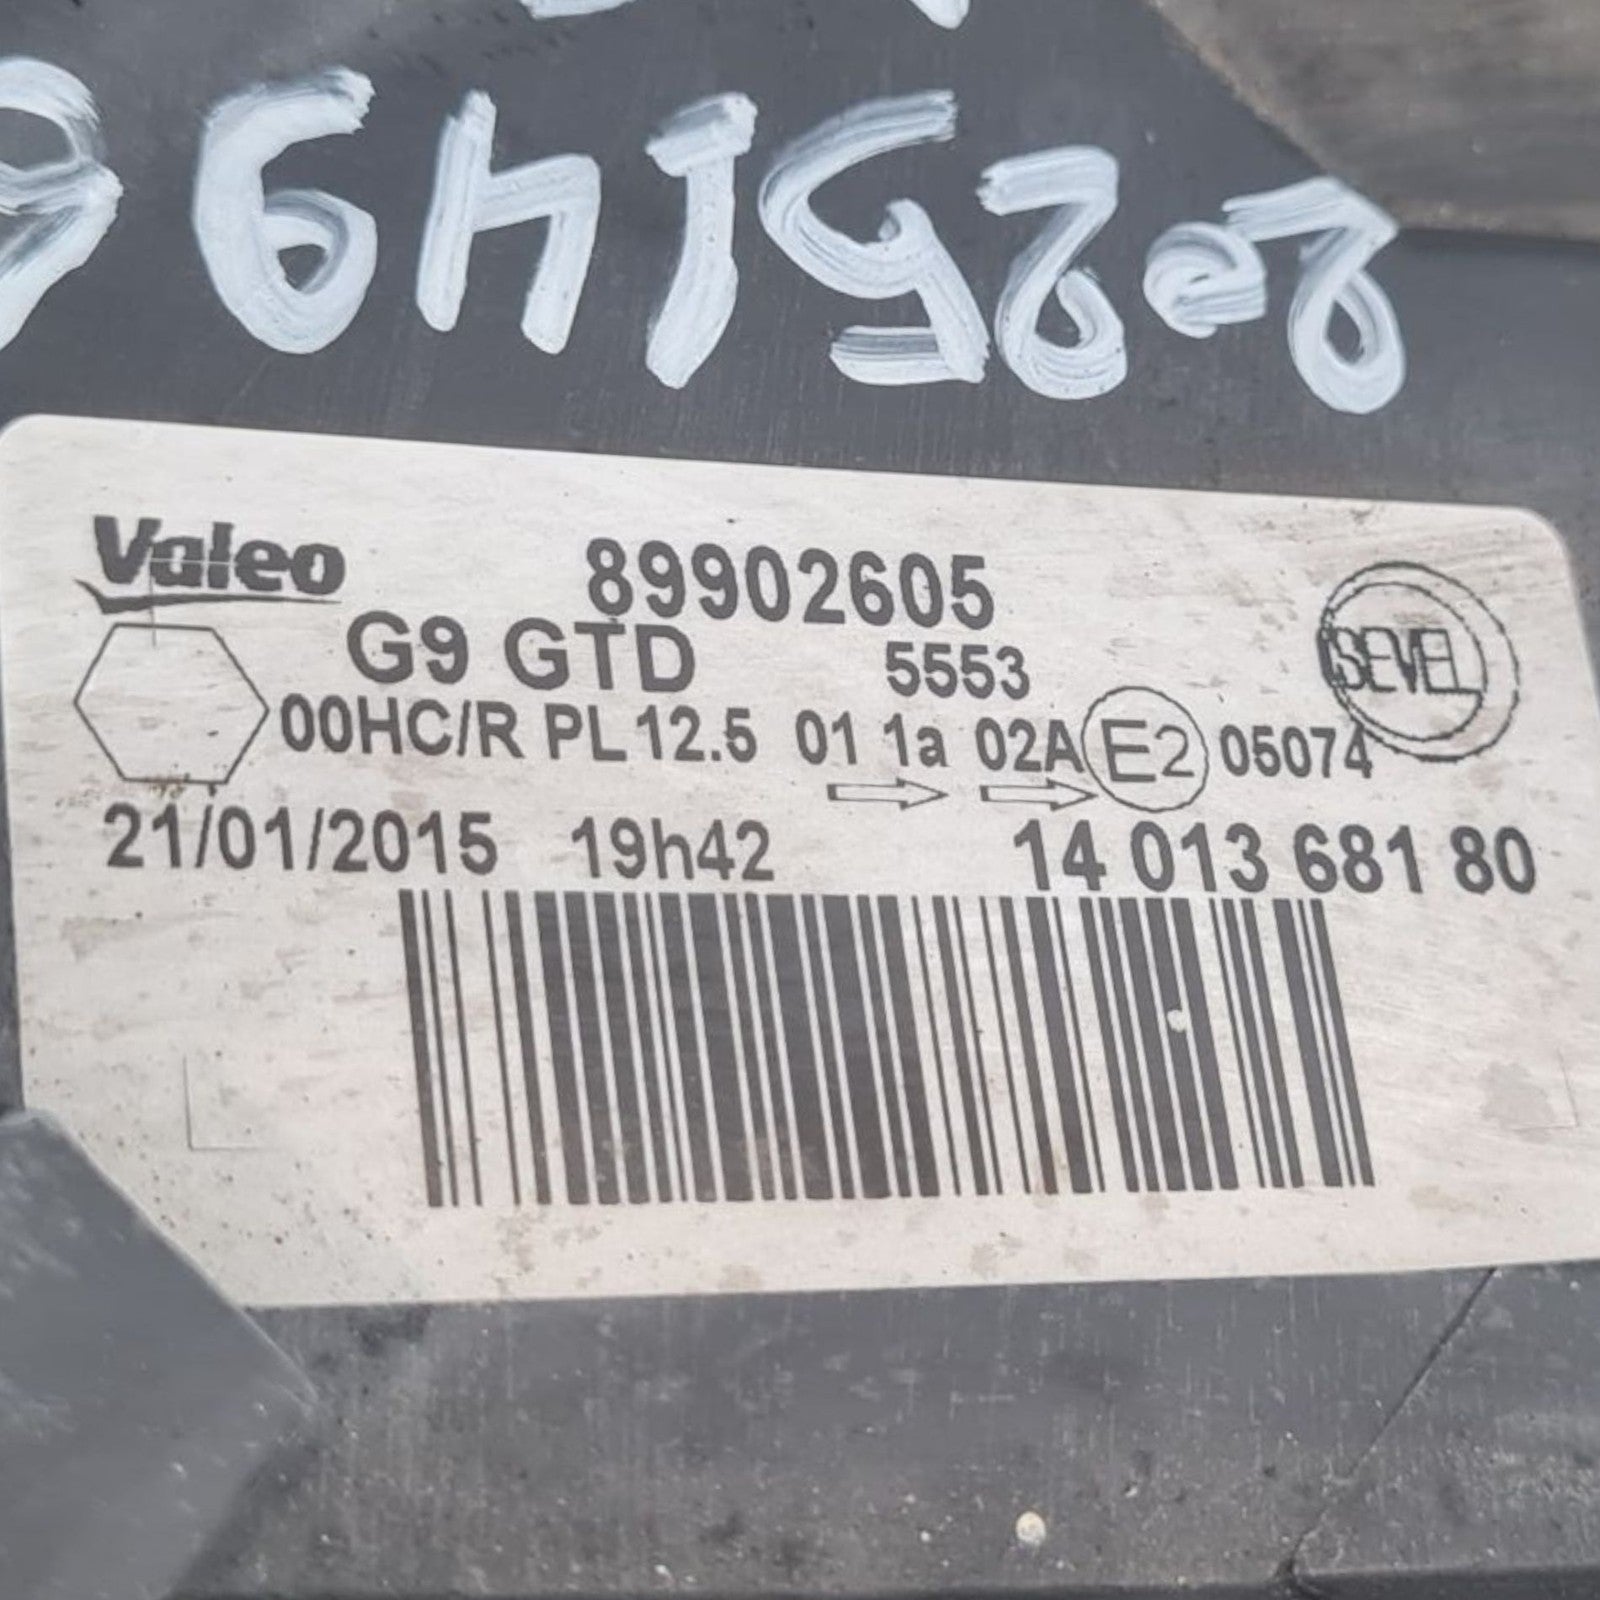 Valeo 89902605
G9 GTD 5553 SEVEL
00HC/R PL 12.5 01 1a 02A E2 05074
21/01/2015 19h42 14 013 681 80